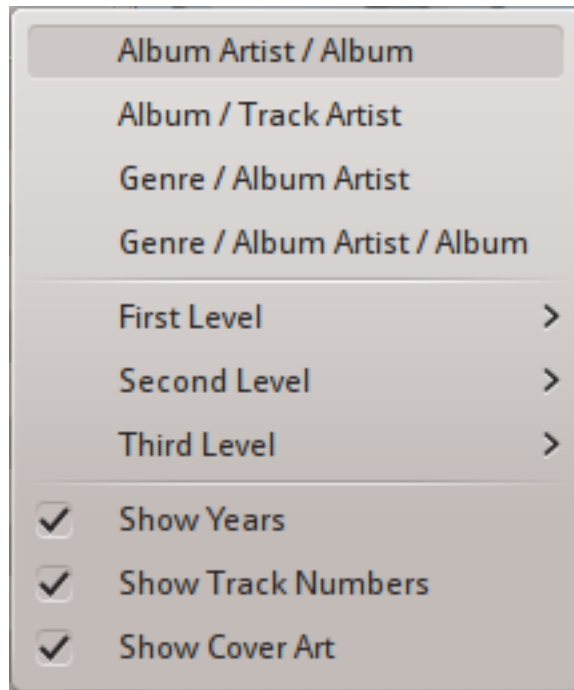 Album Artist / Album
Album / Track Artist
Genre / Album Artist
Genre / Album Artist / Album
First Level
Second Level
Third Level
Show Years
Show Track Numbers
Show Cover Art